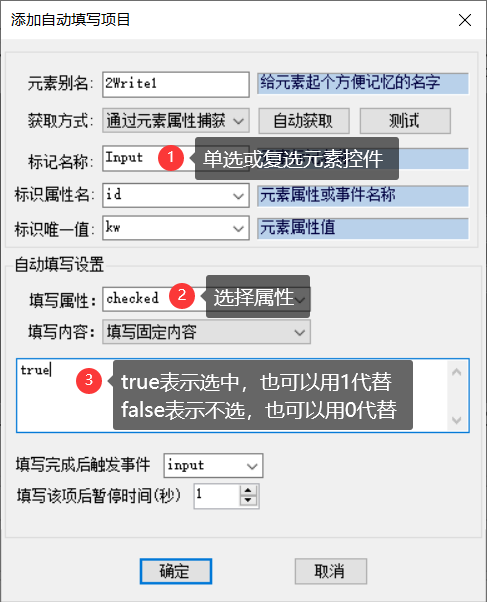 添加自动填写项目
元素别名: 2Write1 给元素起个方便记忆的名字
获取方式: 通过元素属性捕获 自动获取 测试
标记名称: Input 1 单选或复选元素控件
标识属性名: id 元素属性或事件名称
标识唯一值: kw 元素属性值
自动填写设置
填写属性: checked 2 选择属性
填写内容: 填写固定内容
true 3 true表示选中，也可以用1代替
false表示不选，也可以用0代替
填写完成后触发事件 input
填写该项后暂停时间(秒) 1
确定 取消